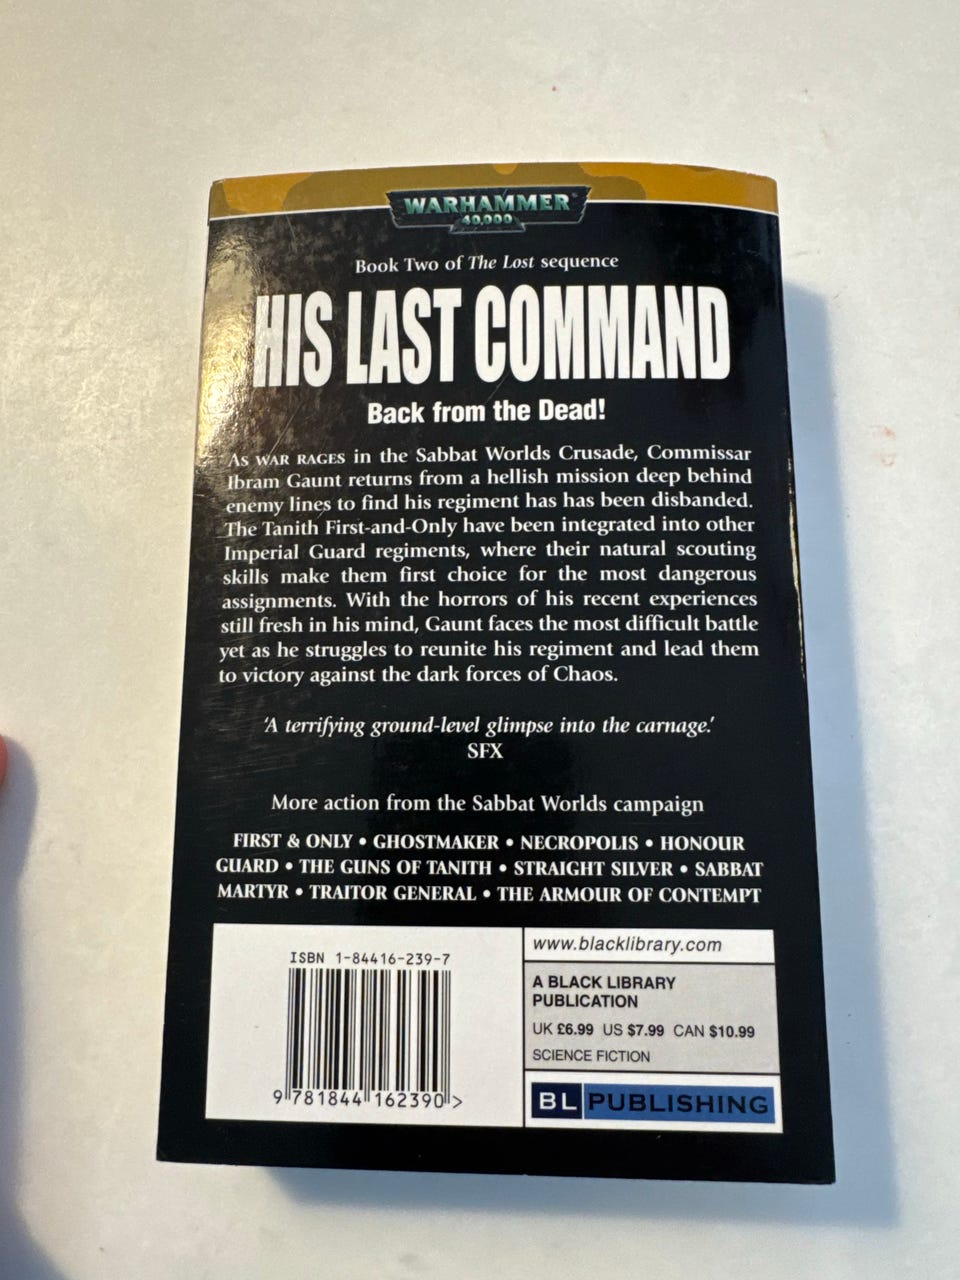 WARHAMMER
40,000
Book Two of The Lost sequence
HIS LAST COMMAND
Back from the Dead!
AS WAR RAGES in the Sabbat Worlds Crusade, Commissar
Ibram Gaunt returns from a hellish mission deep behind
enemy lines to find his regiment has has been disbanded.
The Tanith First-and-Only have been integrated into other
Imperial Guard regiments, where their natural scouting
skills make them first choice for the most dangerous
assignments. With the horrors of his recent experiences
still fresh in his mind, Gaunt faces the most difficult battle
yet as he struggles to reunite his regiment and lead them
to victory against the dark forces of Chaos.
'A terrifying ground-level glimpse into the carnage.'
SFX
More action from the Sabbat Worlds campaign
FIRST & ONLY • GHOSTMAKER • NECROPOLIS • HONOUR
GUARD • THE GUNS OF TANITH • STRAIGHT SILVER • SABBAT
MARTYR • TRAITOR GENERAL • THE ARMOUR OF CONTEMPT
ISBN 1-84416-239-7
9 781844 162390 >
www.blacklibrary.com
A BLACK LIBRARY
PUBLICATION
UK £6.99 US $7.99 CAN $10.99
SCIENCE FICTION
BL PUBLISHING